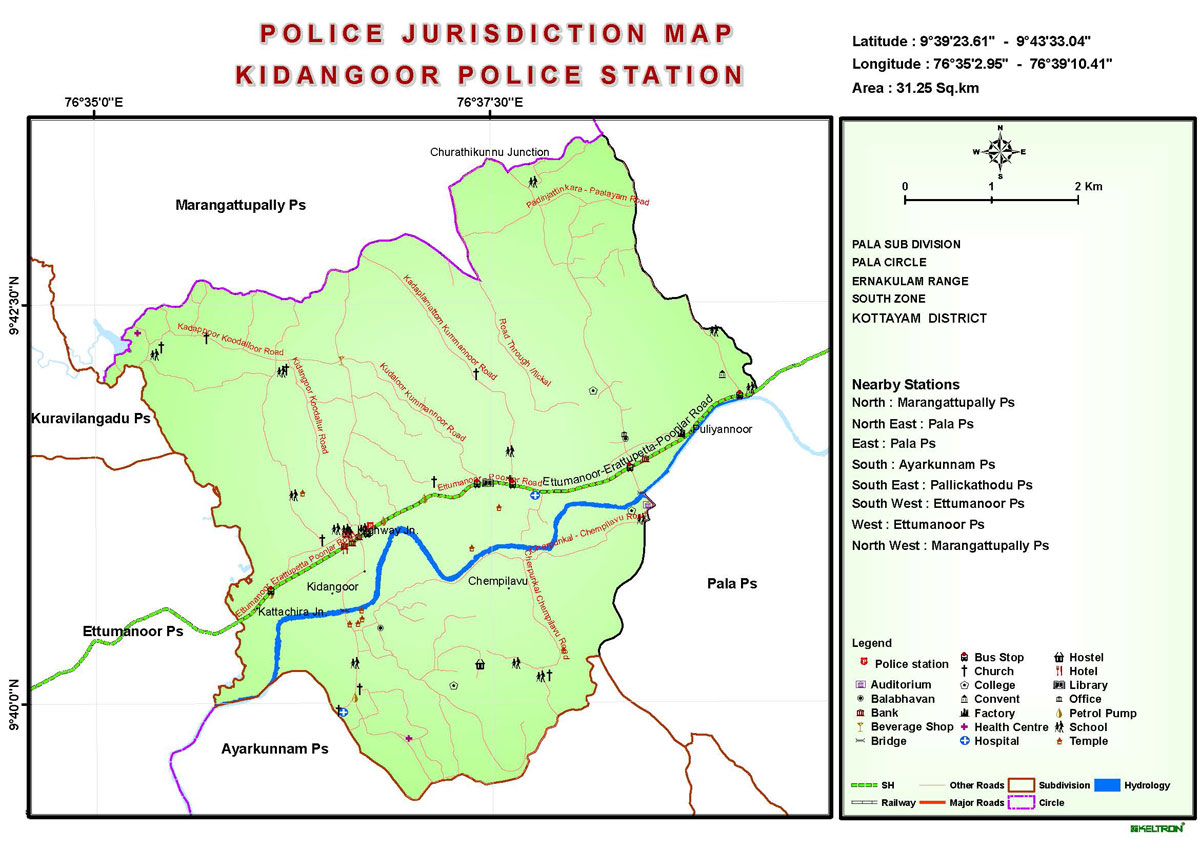 POLICE JURISDICTION MAP
KIDANGOOR POLICE STATION
Latitude : 9°39'23.61" - 9°43'33.04"
Longitude : 76°35'2.95" - 76°39'10.41"
Area : 31.25 Sq.km
76°35'0"E
76°37'30"E
9°42'30"N
9°40'0"N
Churathikunnu Junction
Marangattupally Ps
Padinjattinkara - Paalayam Road
Kadaplamattom Kummannoor Road
Road Through
Kadappoor Koodalloor Road
Kidangoor Koodallur Road
Kudaloor Kummannoor Road
Kuravilangadu Ps
Puliyannoor
Ettumanoor-Erattupetta-Poonjar Road
Road
Highway Jn.
Ettumanoor Erattupetta Poonjar
Cherpunkal - Chempilavu Road
Cherpunkal Chempilavu Road
Kidangoor
Chempilavu
Kattachira Jn.
Pala Ps
Ettumanoor Ps
Ayarkunnam Ps
N
W E
S
0 1 2 Km
PALA SUB DIVISION
PALA CIRCLE
ERNAKULAM RANGE
SOUTH ZONE
KOTTAYAM DISTRICT
Nearby Stations
North : Marangattupally Ps
North East : Pala Ps
East : Pala Ps
South : Ayarkunnam Ps
South East : Pallickathodu Ps
South West : Ettumanoor Ps
West : Ettumanoor Ps
North West : Marangattupally Ps
Legend
Police station
Auditorium
Balabhavan
Bank
Beverage Shop
Bridge
Bus Stop
Church
College
Convent
Factory
Health Centre
Hospital
Hostel
Hotel
Library
Office
Petrol Pump
School
Temple
SH
Other Roads
Subdivision
Hydrology
Railway
Major Roads
Circle
KELTRON